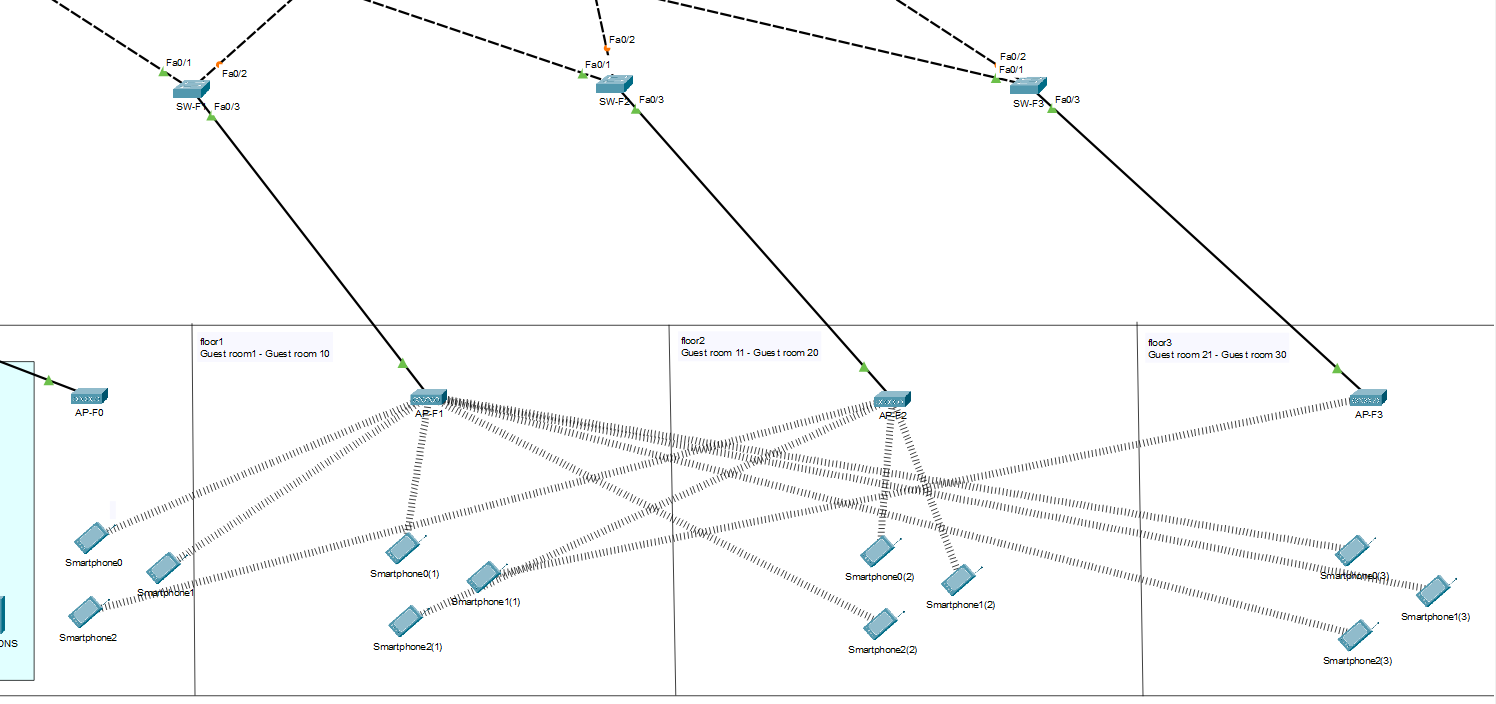 Fa0/2
Fa0/1
Fa0/2
SW-F1
Fa0/3
Fa0/1
SW-F2
Fa0/3
Fa0/2
Fa0/1
SW-F3
Fa0/3
floor1
Guest room1 - Guest room 10
floor2
Guest room 11 - Guest room 20
floor3
Guest room 21 - Guest room 30
AP-F0
AP-F1
AP-F2
AP-F3
Smartphone0
Smartphone1
Smartphone2
Smartphone0(1)
Smartphone1(1)
Smartphone2(1)
Smartphone0(2)
Smartphone1(2)
Smartphone2(2)
Smartphone0(3)
Smartphone1(3)
Smartphone2(3)
DNS